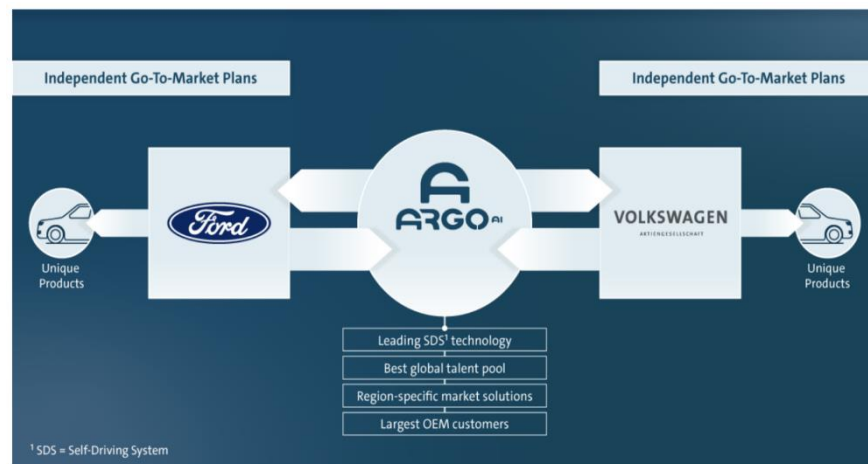 Independent Go-To-Market Plans
Independent Go-To-Market Plans
Ford
ARGO AI
VOLKSWAGEN
AKTIENGESELLSCHAFT
Unique
Products
Unique
Products
Leading SDS¹ technology
Best global talent pool
Region-specific market solutions
Largest OEM customers
¹ SDS = Self-Driving System